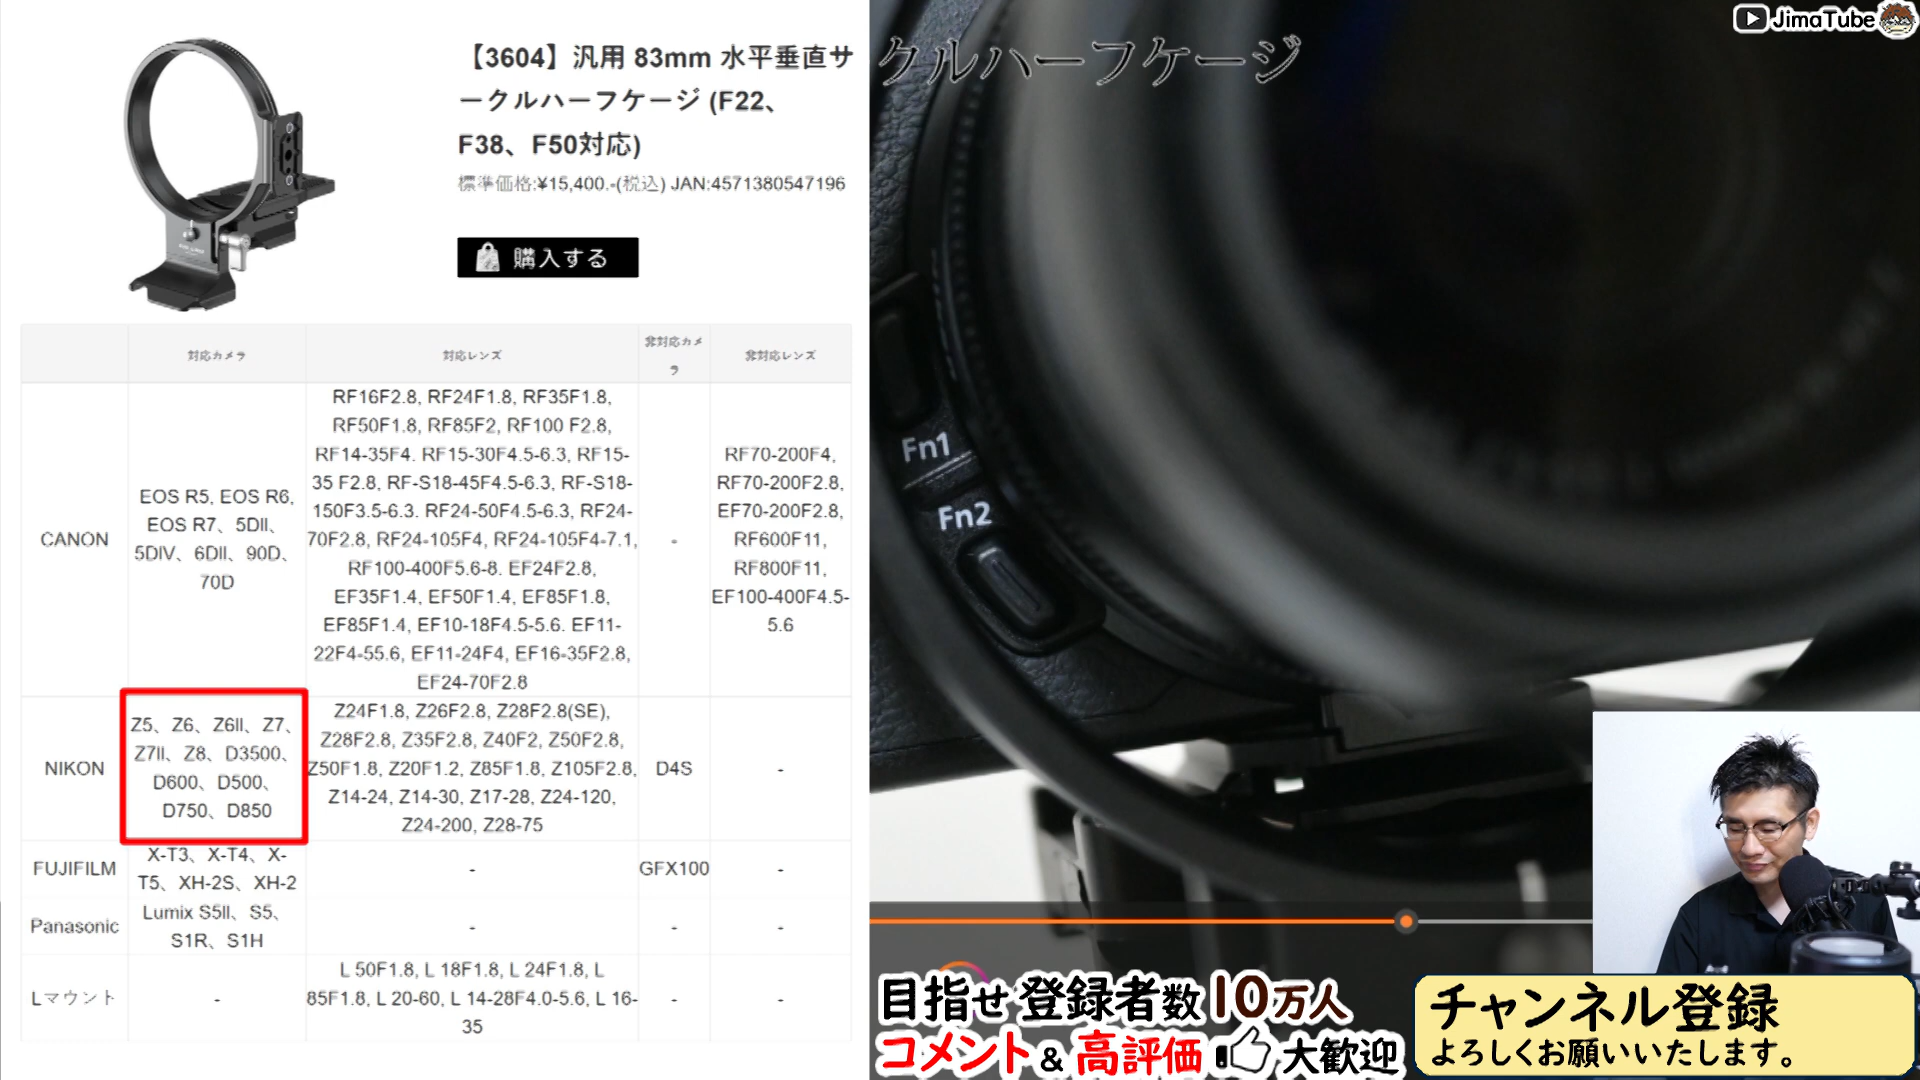 【3604】汎用 83mm 水平垂直サ
ークルハーフケージ (F22、
F38、F50対応)
標準価格:¥15,400.-(税込) JAN:4571380547196
購入する
対応カメラ
対応レンズ
非対応カメ
ラ
非対応レンズ
CANON
EOS R5, EOS R6,
EOS R7、5DII、
5DIV、6DII、90D、
70D
RF16F2.8, RF24F1.8, RF35F1.8,
RF50F1.8, RF85F2, RF100 F2.8,
RF14-35F4. RF15-30F4.5-6.3, RF15-
35 F2.8, RF-S18-45F4.5-6.3, RF-S18-
150F3.5-6.3. RF24-50F4.5-6.3, RF24-
70F2.8, RF24-105F4, RF24-105F4-7.1,
RF100-400F5.6-8. EF24F2.8,
EF35F1.4, EF50F1.4, EF85F1.8,
EF85F1.4, EF10-18F4.5-5.6. EF11-
22F4-55.6, EF11-24F4, EF16-35F2.8,
EF24-70F2.8
-
RF70-200F4,
RF70-200F2.8,
EF70-200F2.8,
RF600F11,
RF800F11,
EF100-400F4.5-
5.6
NIKON
Z5、Z6、Z6II、Z7、
Z7II、Z8、D3500、
D600、D500、
D750、D850
Z24F1.8, Z26F2.8, Z28F2.8(SE),
Z28F2.8, Z35F2.8, Z40F2, Z50F2.8,
Z50F1.8, Z20F1.2, Z85F1.8, Z105F2.8,
Z14-24, Z14-30, Z17-28, Z24-120,
Z24-200, Z28-75
D4S
-
FUJIFILM
X-T3、X-T4、X-
T5、XH-2S、XH-2
-
GFX100
-
Panasonic
Lumix S5II、S5、
S1R、S1H
-
-
-
Lマウント
-
L 50F1.8, L 18F1.8, L 24F1.8, L
85F1.8, L 20-60, L 14-28F4.0-5.6, L 16-
35
-
-
クルハーフケージ
JimaTube
Fn1
Fn2
目指せ 登録者数 10万人
コメント & 高評価 大歓迎
チャンネル登録
よろしくお願いいたします。